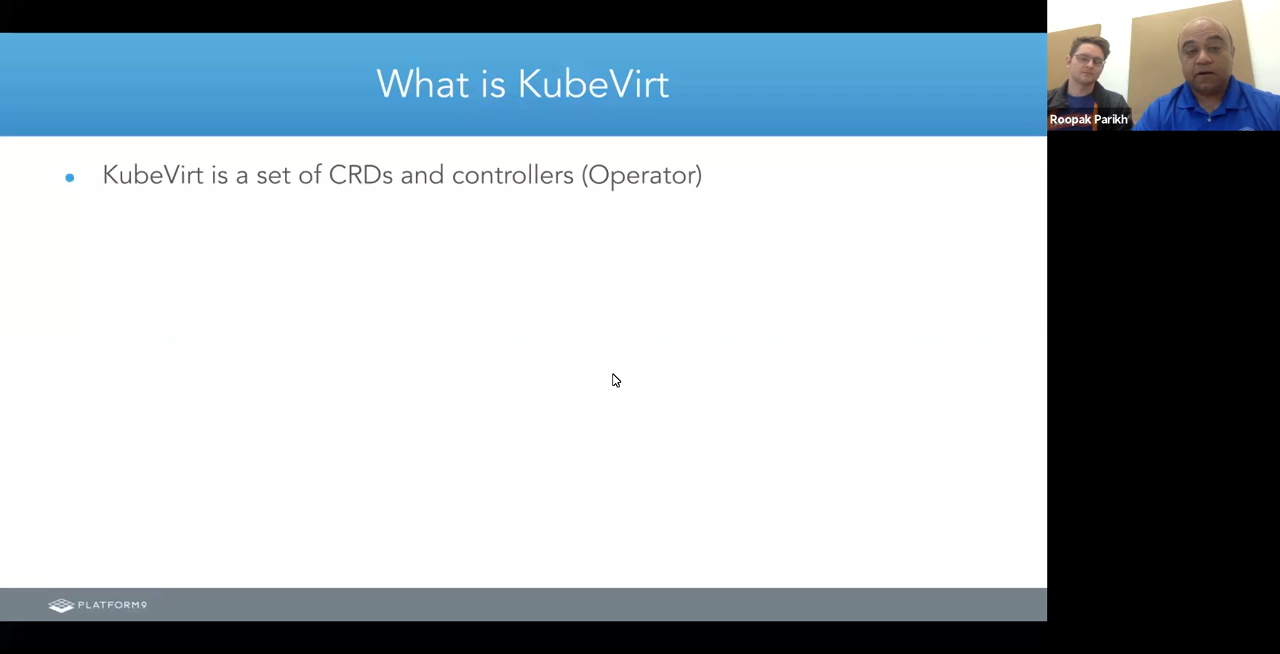 What is KubeVirt
Roopak Parikh
• KubeVirt is a set of CRDs and controllers (Operator)
PLATFORM9